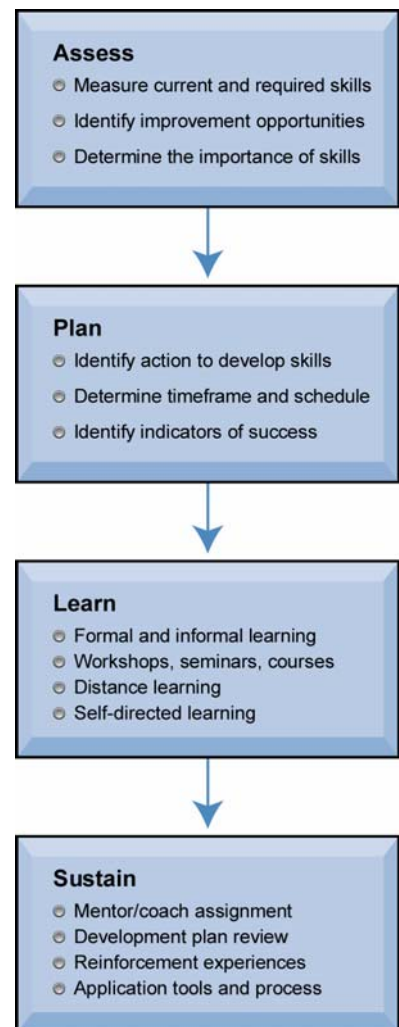 Assess
Measure current and required skills
Identify improvement opportunities
Determine the importance of skills
Plan
Identify action to develop skills
Determine timeframe and schedule
Identify indicators of success
Learn
Formal and informal learning
Workshops, seminars, courses
Distance learning
Self-directed learning
Sustain
Mentor/coach assignment
Development plan review
Reinforcement experiences
Application tools and process